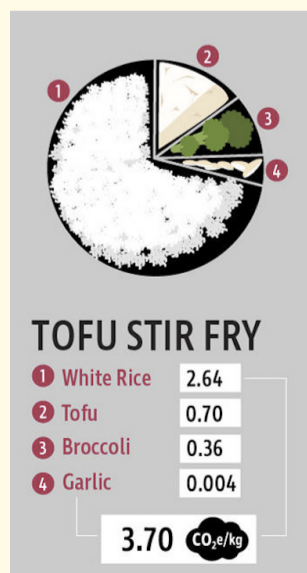 2
1
3
4
TOFU STIR FRY
1 White Rice 2.64
2 Tofu 0.70
3 Broccoli 0.36
4 Garlic 0.004
3.70 CO₂e/kg